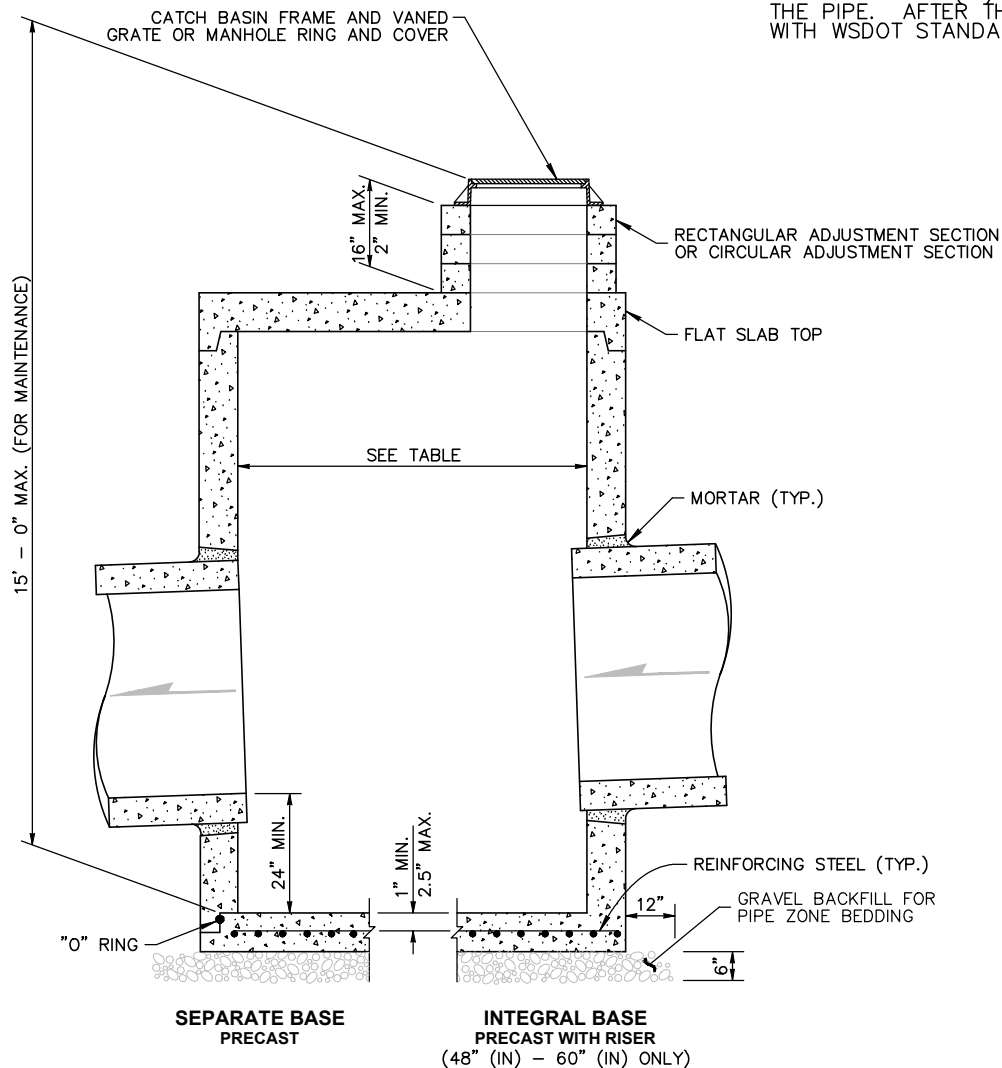 CATCH BASIN FRAME AND VANED
GRATE OR MANHOLE RING AND COVER
THE PIPE. AFTER TH
WITH WSDOT STANDA
16" MAX.
2" MIN.
RECTANGULAR ADJUSTMENT SECTION
OR CIRCULAR ADJUSTMENT SECTION
FLAT SLAB TOP
15' - 0" MAX. (FOR MAINTENANCE)
SEE TABLE
MORTAR (TYP.)
24" MIN.
1" MIN.
2.5" MAX.
REINFORCING STEEL (TYP.)
12"
GRAVEL BACKFILL FOR
PIPE ZONE BEDDING
"O" RING
6"
SEPARATE BASE
PRECAST
INTEGRAL BASE
PRECAST WITH RISER
(48" (IN) - 60" (IN) ONLY)